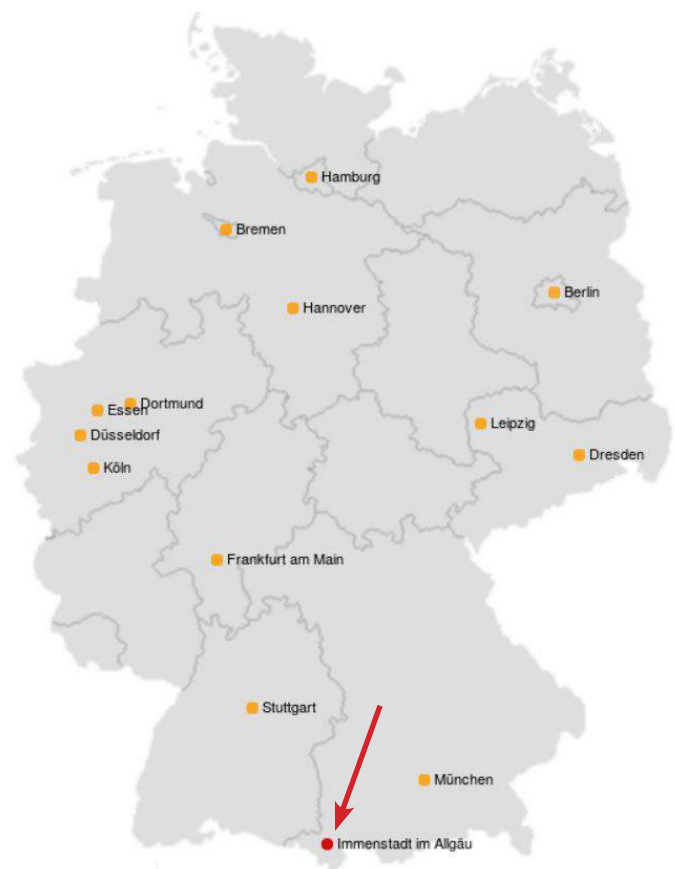 Hamburg
Bremen
Berlin
Hannover
Dortmund
Essen
Leipzig
Düsseldorf
Dresden
Köln
Frankfurt am Main
Stuttgart
München
Immenstadt im Allgäu